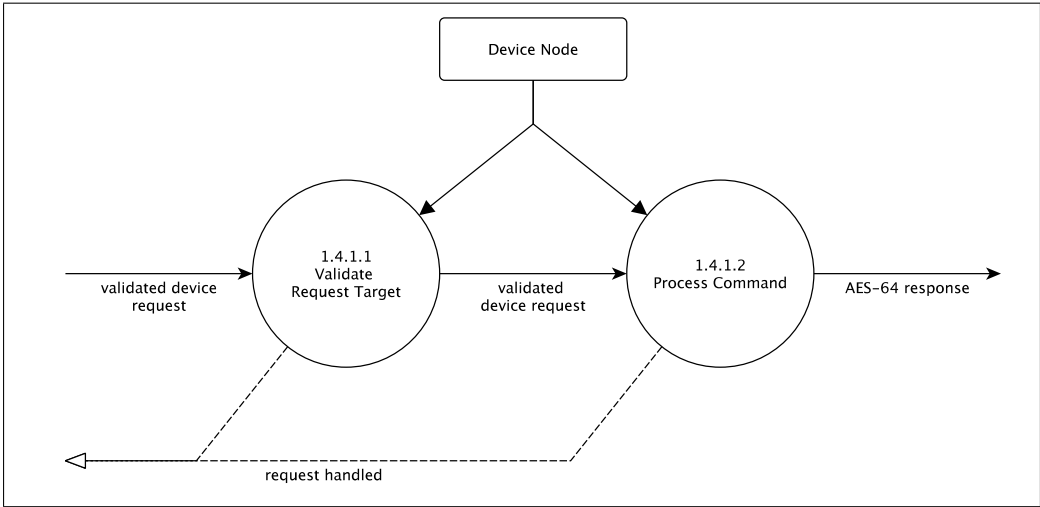 Device Node
1.4.1.1
Validate
Request Target
1.4.1.2
Process Command
validated device
request
validated
device request
AES-64 response
request handled